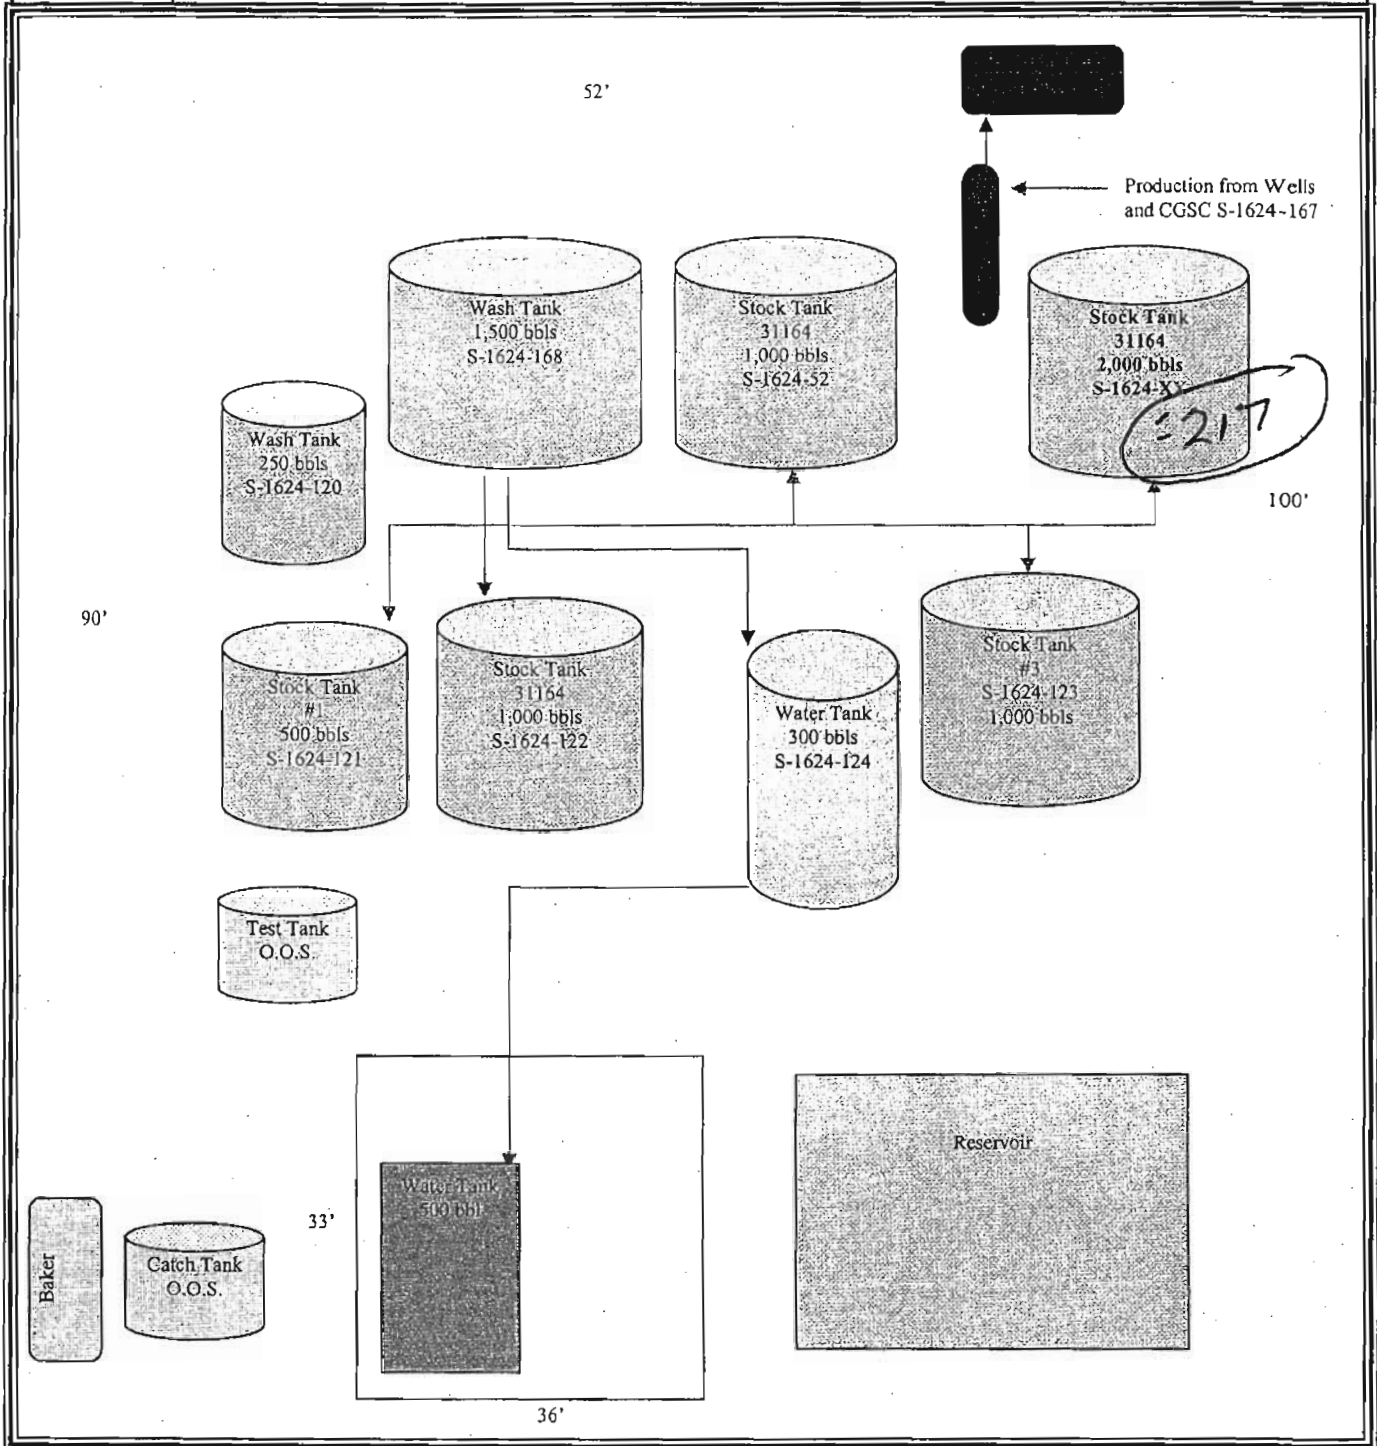 52'
Production from Wells
and CGSC S-1624-167
Wash Tank
1,500 bbls
S-1624-168
Stock Tank
31164
1,000 bbls
S-1624-52
Stock Tank
31164
2,000 bbls
S-1624-XX
-217
100'
Wash Tank
250 bbls
S-1624-120
90'
Stock Tank
#1
500 bbls
S-1624-121
Stock Tank
31164
1,000 bbls
S-1624-122
Water Tank
300 bbls
S-1624-124
Stock Tank
#3
S-1624-123
1,000 bbls
Test Tank
O.O.S.
Reservoir
Water Tank
500 bbl
33'
Baker
Catch Tank
O.O.S.
36'